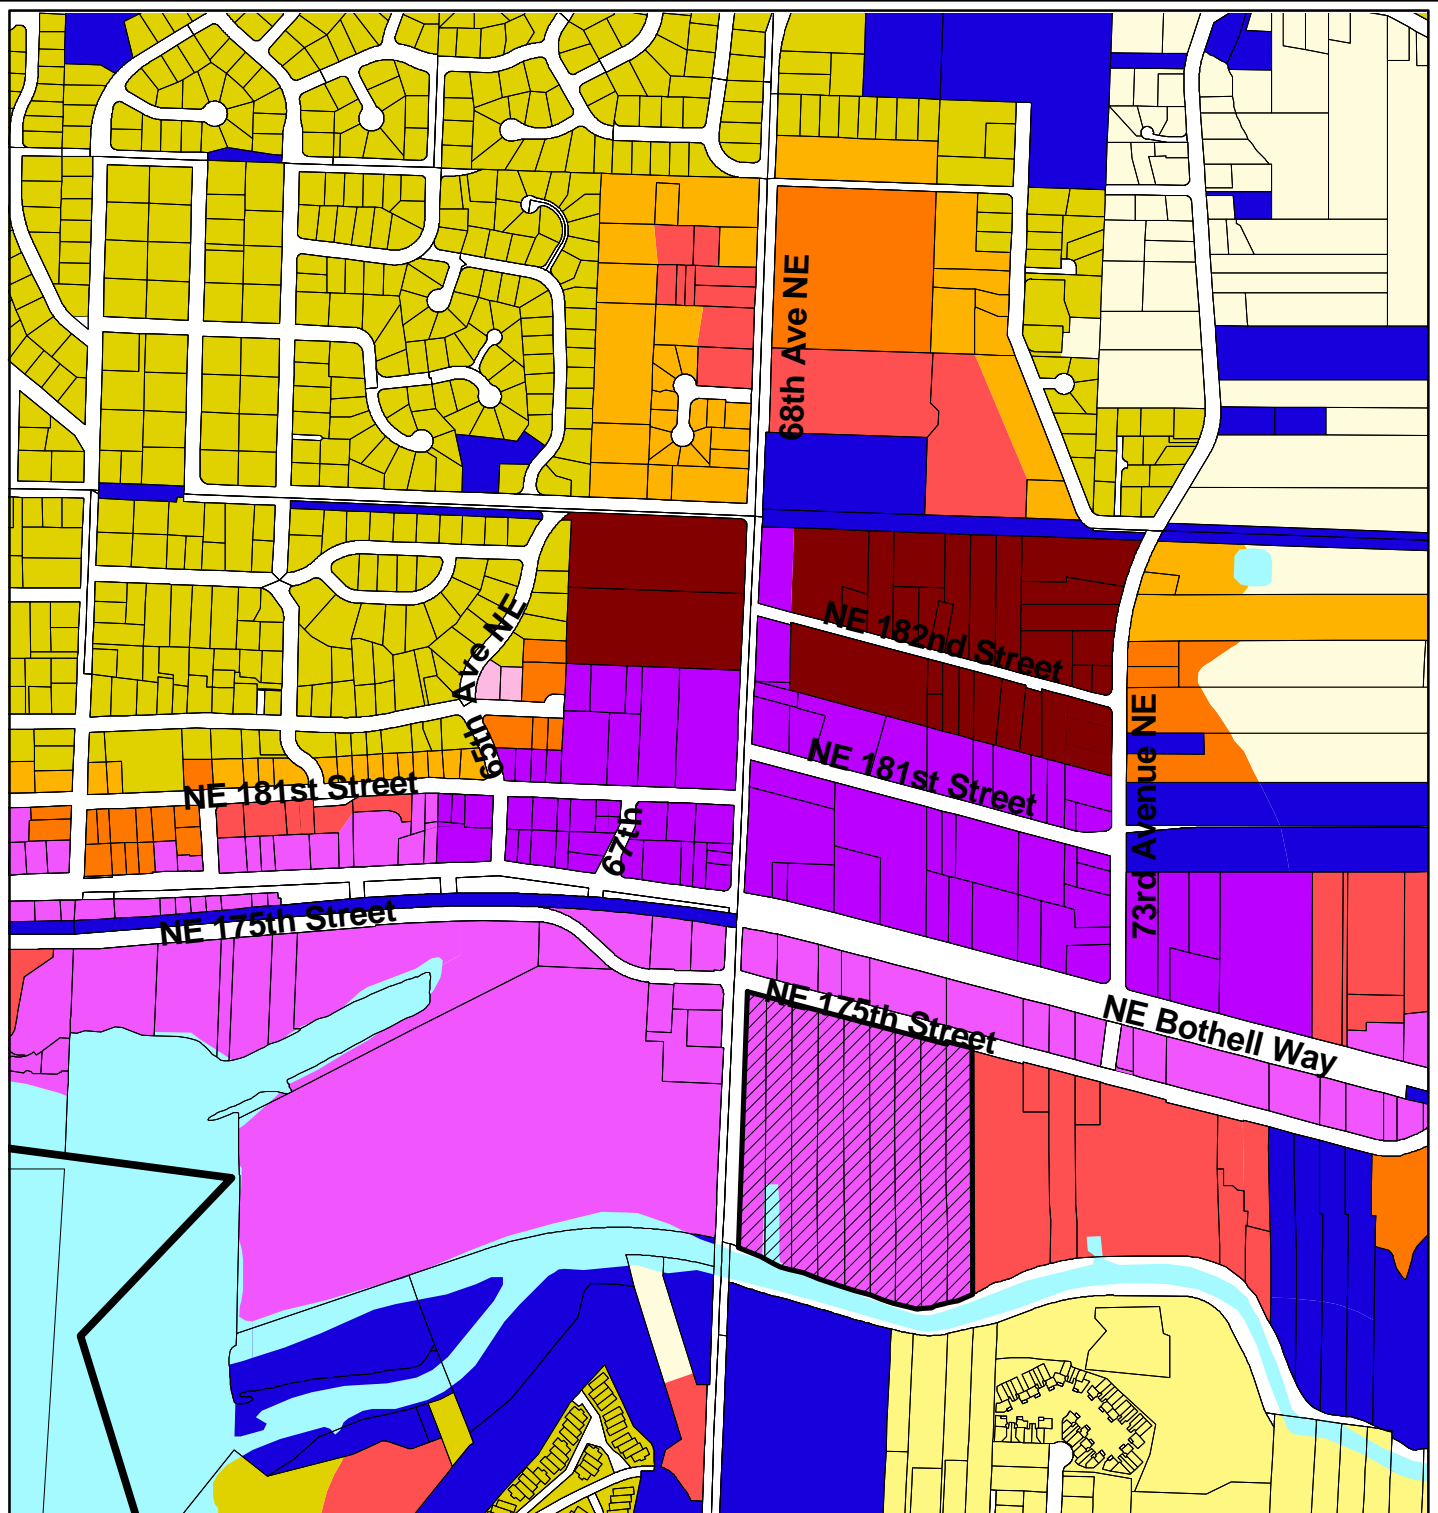 68th Ave NE
NE 182nd Street
65th Ave NE
NE 181st Street
NE 181st Street
73rd Avenue NE
67th
NE 175th Street
NE 175th Street
NE Bothell Way